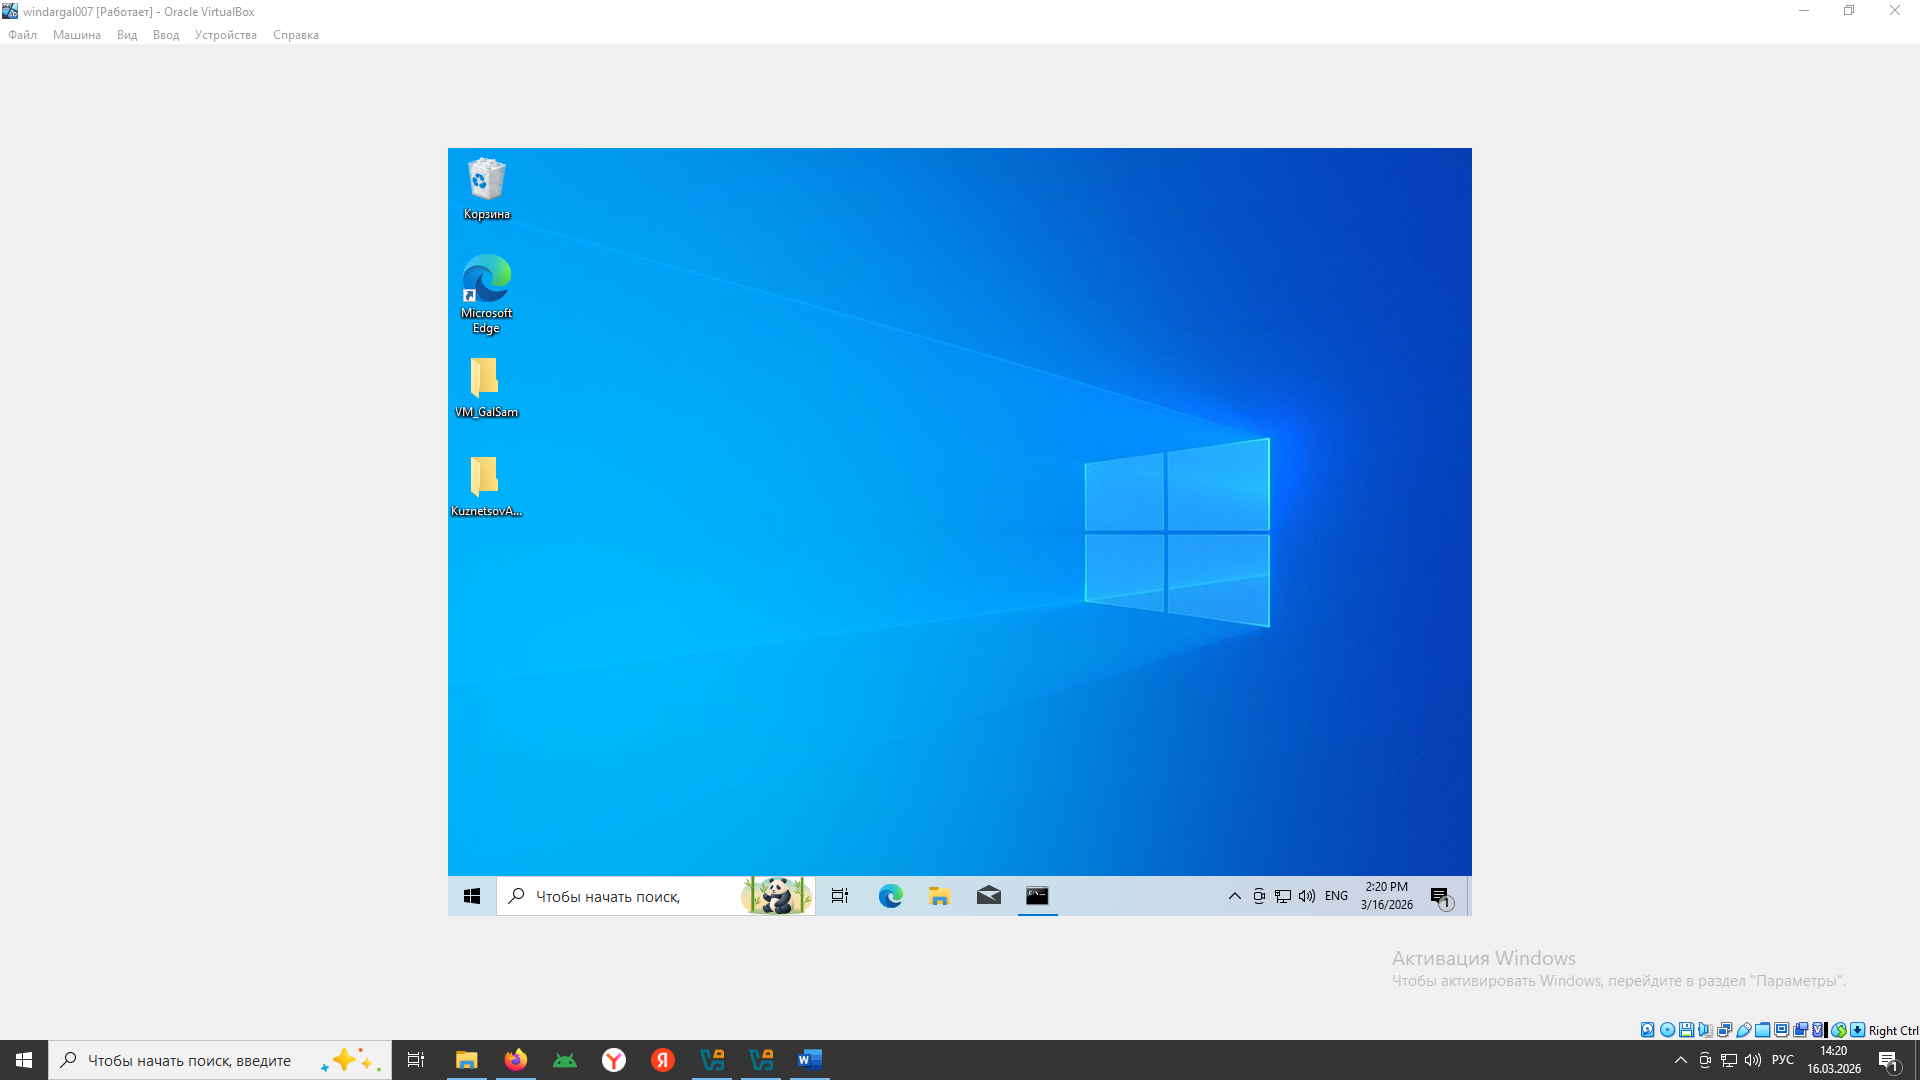 windargal007 [Работает] - Oracle VirtualBox
Файл Машина Вид Ввод Устройства Справка
Корзина
Microsoft
Edge
VM_GalSam
KuznetsovA...
Чтобы начать поиск,
ENG
2:20 PM
3/16/2026
1
Активация Windows
Чтобы активировать Windows, перейдите в раздел "Параметры".
Right Ctrl
Чтобы начать поиск, введите
РУС
14:20
16.03.2026
1